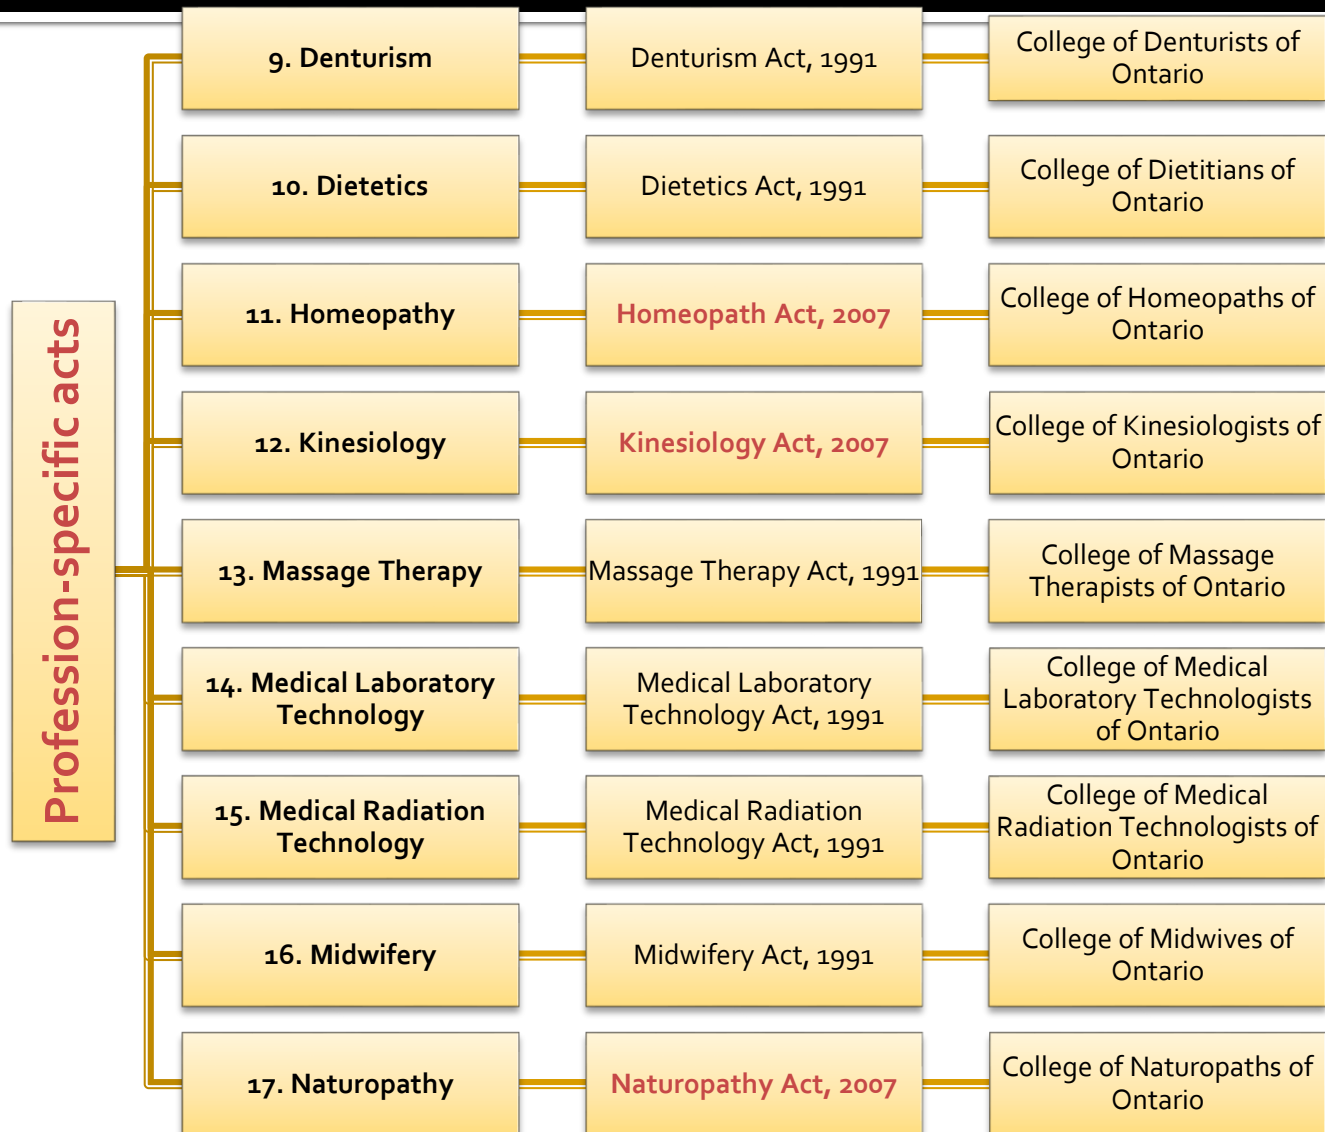 Profession-specific acts
9. Denturism
Denturism Act, 1991
College of Denturists of
Ontario
10. Dietetics
Dietetics Act, 1991
College of Dietitians of
Ontario
11. Homeopathy
Homeopath Act, 2007
College of Homeopaths of
Ontario
12. Kinesiology
Kinesiology Act, 2007
College of Kinesiologists of
Ontario
13. Massage Therapy
Massage Therapy Act, 1991
College of Massage
Therapists of Ontario
14. Medical Laboratory
Technology
Medical Laboratory
Technology Act, 1991
College of Medical
Laboratory Technologists
of Ontario
15. Medical Radiation
Technology
Medical Radiation
Technology Act, 1991
College of Medical
Radiation Technologists of
Ontario
16. Midwifery
Midwifery Act, 1991
College of Midwives of
Ontario
17. Naturopathy
Naturopathy Act, 2007
College of Naturopaths of
Ontario